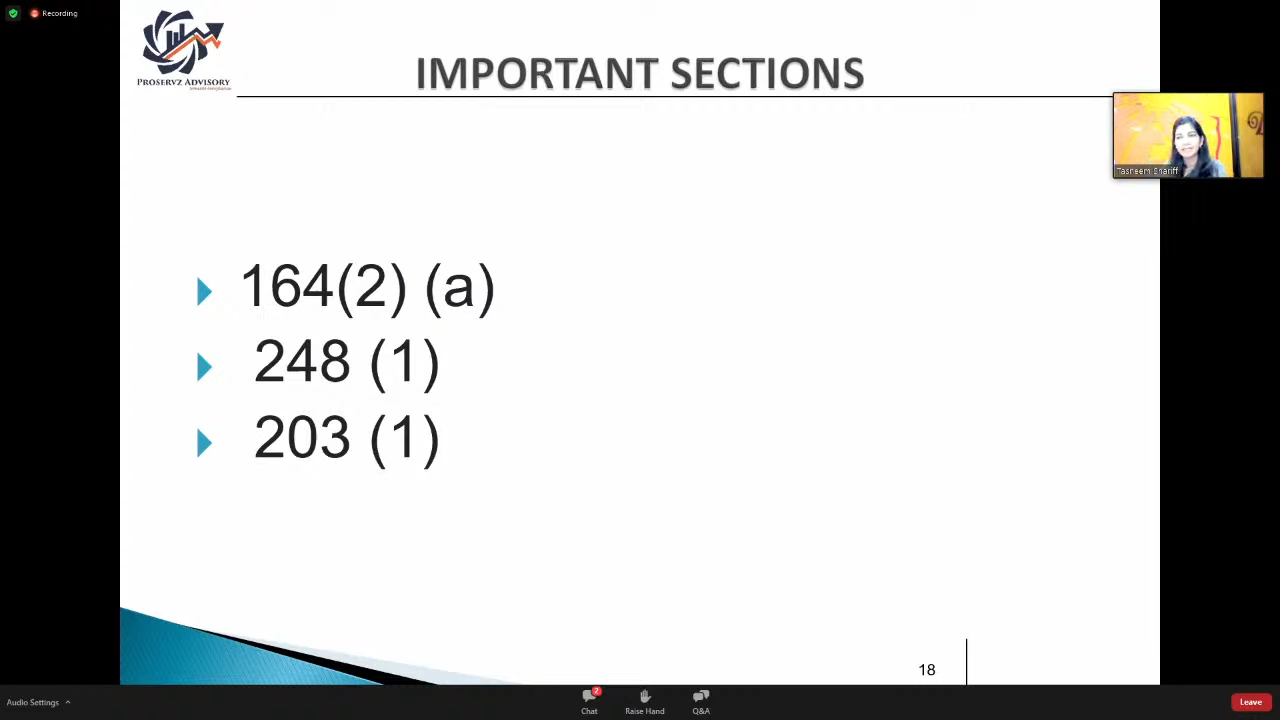 Recording
PROSERVZ ADVISORY
IMPORTANT SECTIONS
Tasneem Shariff
164(2) (a)
248 (1)
203 (1)
18
Audio Settings
2
Chat
Raise Hand
Q&A
Leave